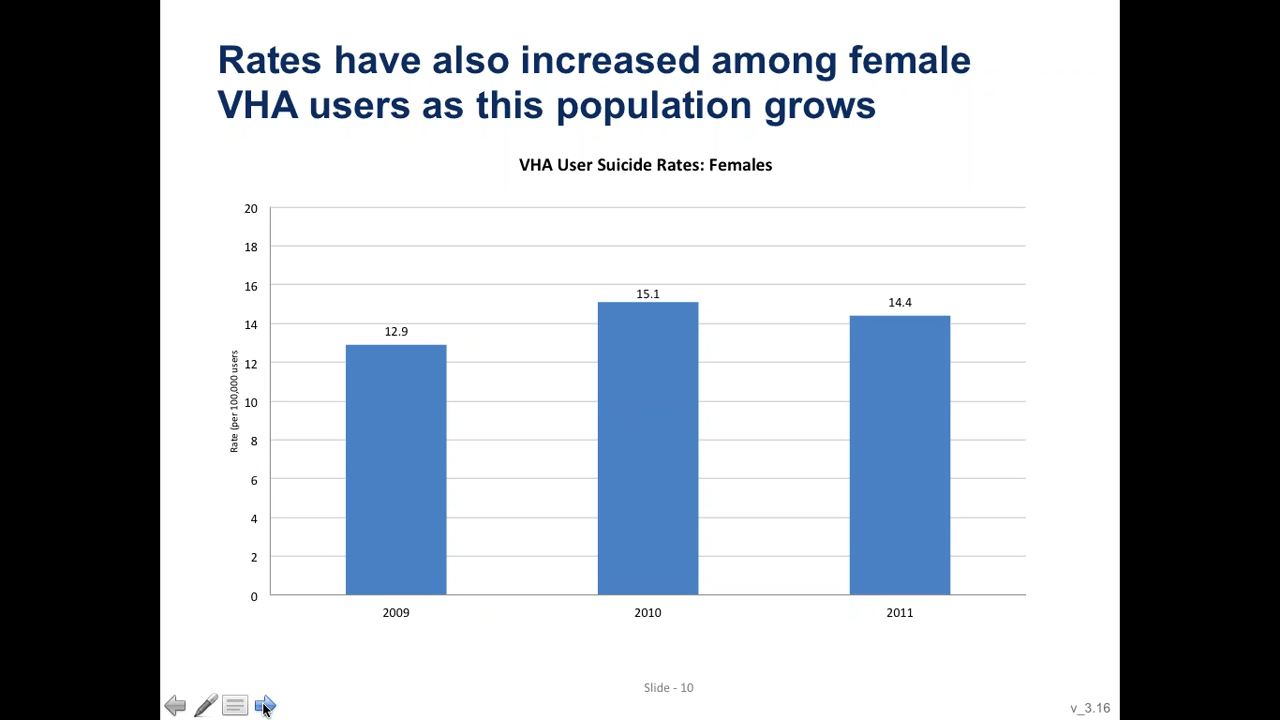 Rates have also increased among female
VHA users as this population grows
VHA User Suicide Rates: Females
20
18
16
14
12
10
8
6
4
2
0
Rate (per 100,000 users
12.9
15.1
14.4
2009
2010
2011
Slide - 10
v_3.16